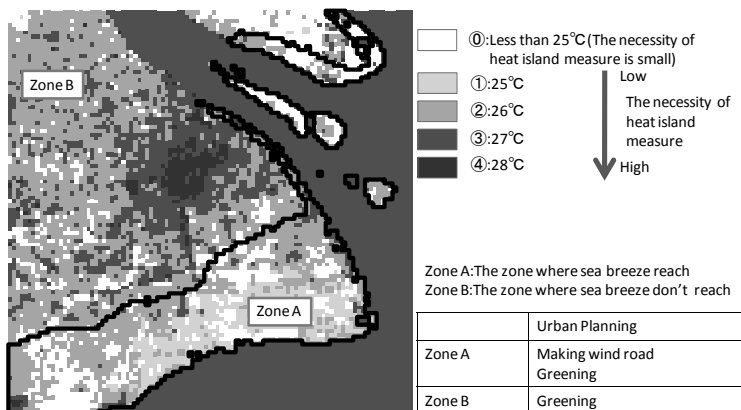 Zone B
Zone A
⓪:Less than 25℃(The necessity of
heat island measure is small)
①:25℃
②:26℃
③:27℃
④:28℃
Low
The necessity of
heat island
measure
High
Zone A:The zone where sea breeze reach
Zone B:The zone where sea breeze don't reach
Urban Planning
Zone A
Making wind road
Greening
Zone B
Greening